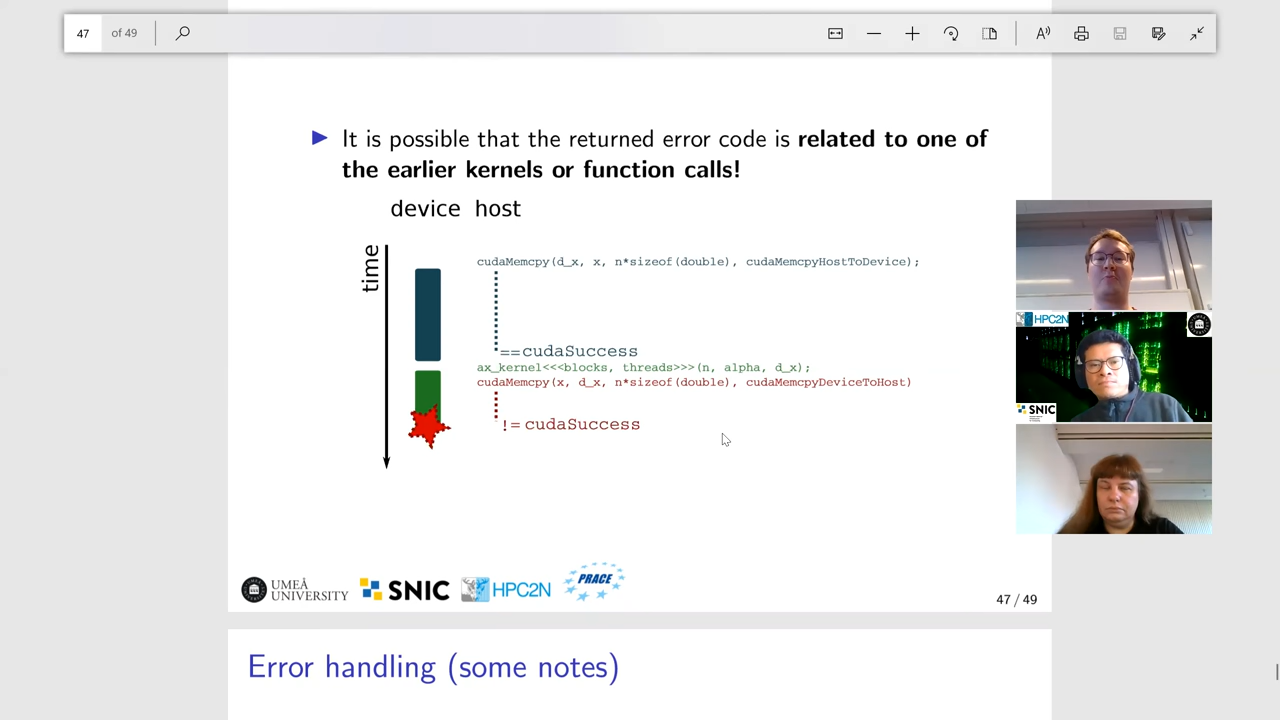 47 of 49
It is possible that the returned error code is related to one of
the earlier kernels or function calls!
device host
time
cudaMemcpy(d_x, x, n*sizeof(double), cudaMemcpyHostToDevice);
==cudaSuccess
ax_kernel<<<blocks, threads>>>(n, alpha, d_x);
cudaMemcpy(x, d_x, n*sizeof(double), cudaMemcpyDeviceToHost)
!= cudaSuccess
HPC2N
SNIC
UMEÅ
UNIVERSITY
SNIC
HPC2N
PRACE
47 / 49
Error handling (some notes)